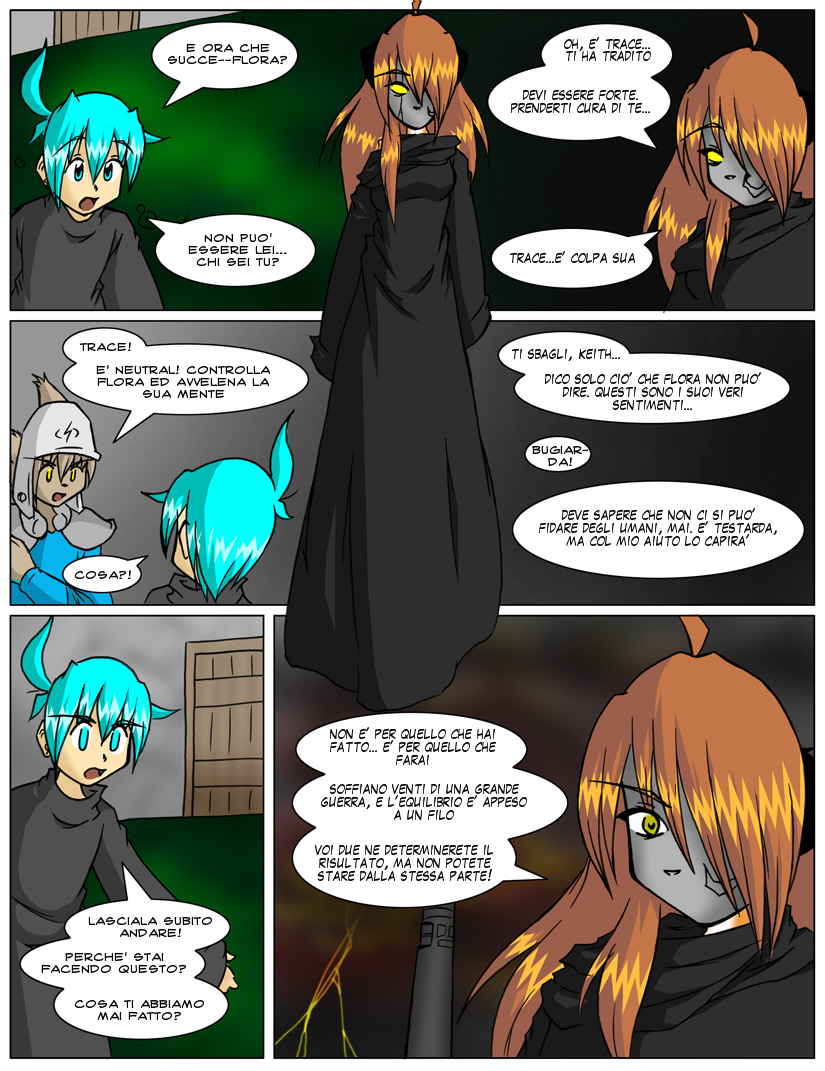 E ORA CHE
SUCCE--FLORA?
OH, E' TRACE...
TI HA TRADITO
DEVI ESSERE FORTE.
PRENDERTI CURA DI TE...
NON PUO'
ESSERE LEI...
CHI SEI TU?
TRACE...E' COLPA SUA
TRACE!
E' NEUTRAL! CONTROLLA
FLORA ED AVVELENA LA
SUA MENTE
COSA?!
TI SBAGLI, KEITH...
DICO SOLO CIO' CHE FLORA NON PUO'
DIRE. QUESTI SONO I SUOI VERI
SENTIMENTI...
BUGIAR-
DA!
DEVE SAPERE CHE NON CI SI PUO'
FIDARE DEGLI UMANI, MAI. E' TESTARDA,
MA COL MIO AIUTO LO CAPIRA'
LASCIALA SUBITO
ANDARE!
PERCHE' STAI
FACENDO QUESTO?
COSA TI ABBIAMO
MAI FATTO?
NON E' PER QUELLO CHE HAI
FATTO... E' PER QUELLO CHE
FARAI
SOFFIANO VENTI DI UNA GRANDE
GUERRA, E L'EQUILIBRIO E' APPESO
A UN FILO
VOI DUE NE DETERMINERETE IL
RISULTATO, MA NON POTETE
STARE DALLA STESSA PARTE!